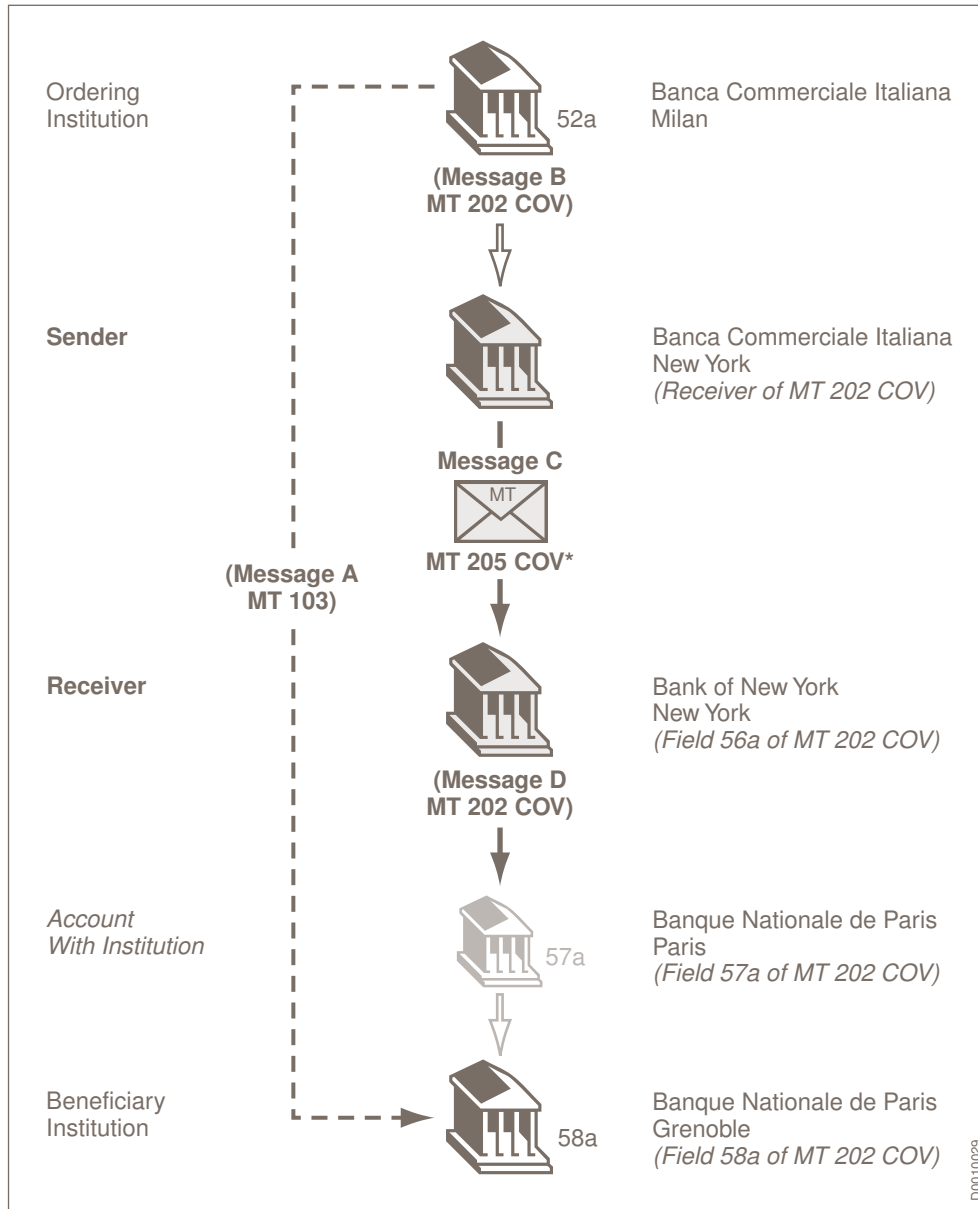 Ordering
Institution
52a
Banca Commerciale Italiana
Milan
(Message B
MT 202 COV)
Sender
Banca Commerciale Italiana
New York
(Receiver of MT 202 COV)
Message C
MT
MT 205 COV*
(Message A
MT 103)
Receiver
Bank of New York
New York
(Field 56a of MT 202 COV)
(Message D
MT 202 COV)
Account
With Institution
57a
Banque Nationale de Paris
Paris
(Field 57a of MT 202 COV)
Beneficiary
Institution
58a
Banque Nationale de Paris
Grenoble
(Field 58a of MT 202 COV)
D0010029